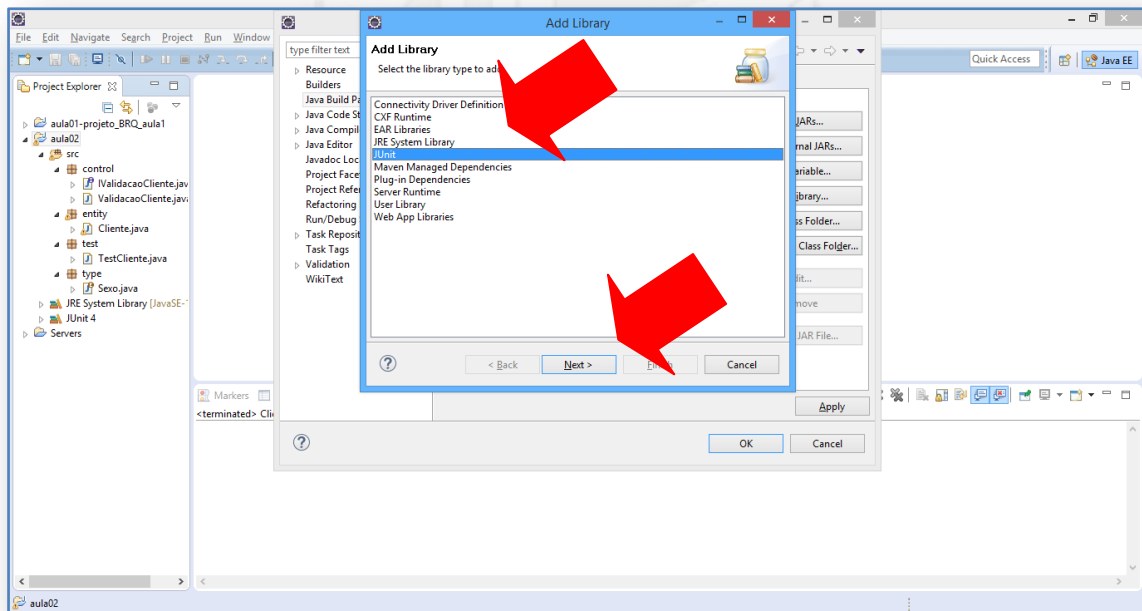 Add Library
File Edit Navigate Search Project Run Window
Quick Access
Java EE
Project Explorer
aula01-projeto_BRQ_aula1
aula02
src
control
IValidacaoCliente.jav
ValidacaoCliente.java
entity
Cliente.java
test
TestCliente.java
type
Sexo.java
JRE System Library [JavaSE-
JUnit 4
Servers
type filter text
Resource
Builders
Java Build Pa
Java Code St
Java Compil
Java Editor
Javadoc Loc
Project Face
Project Refer
Refactoring
Run/Debug
Task Reposit
Task Tags
Validation
WikiText
Add Library
Select the library type to add
Connectivity Driver Definition
CXF Runtime
EAR Libraries
JRE System Library
JUnit
Maven Managed Dependencies
Plug-in Dependencies
Server Runtime
User Library
Web App Libraries
< Back Next > Finish Cancel
JARs...
rnal JARs...
ariable...
ibrary...
ss Folder...
Class Folder...
dit...
move
JAR File...
Apply
OK Cancel
Markers
<terminated> Cli
aula02